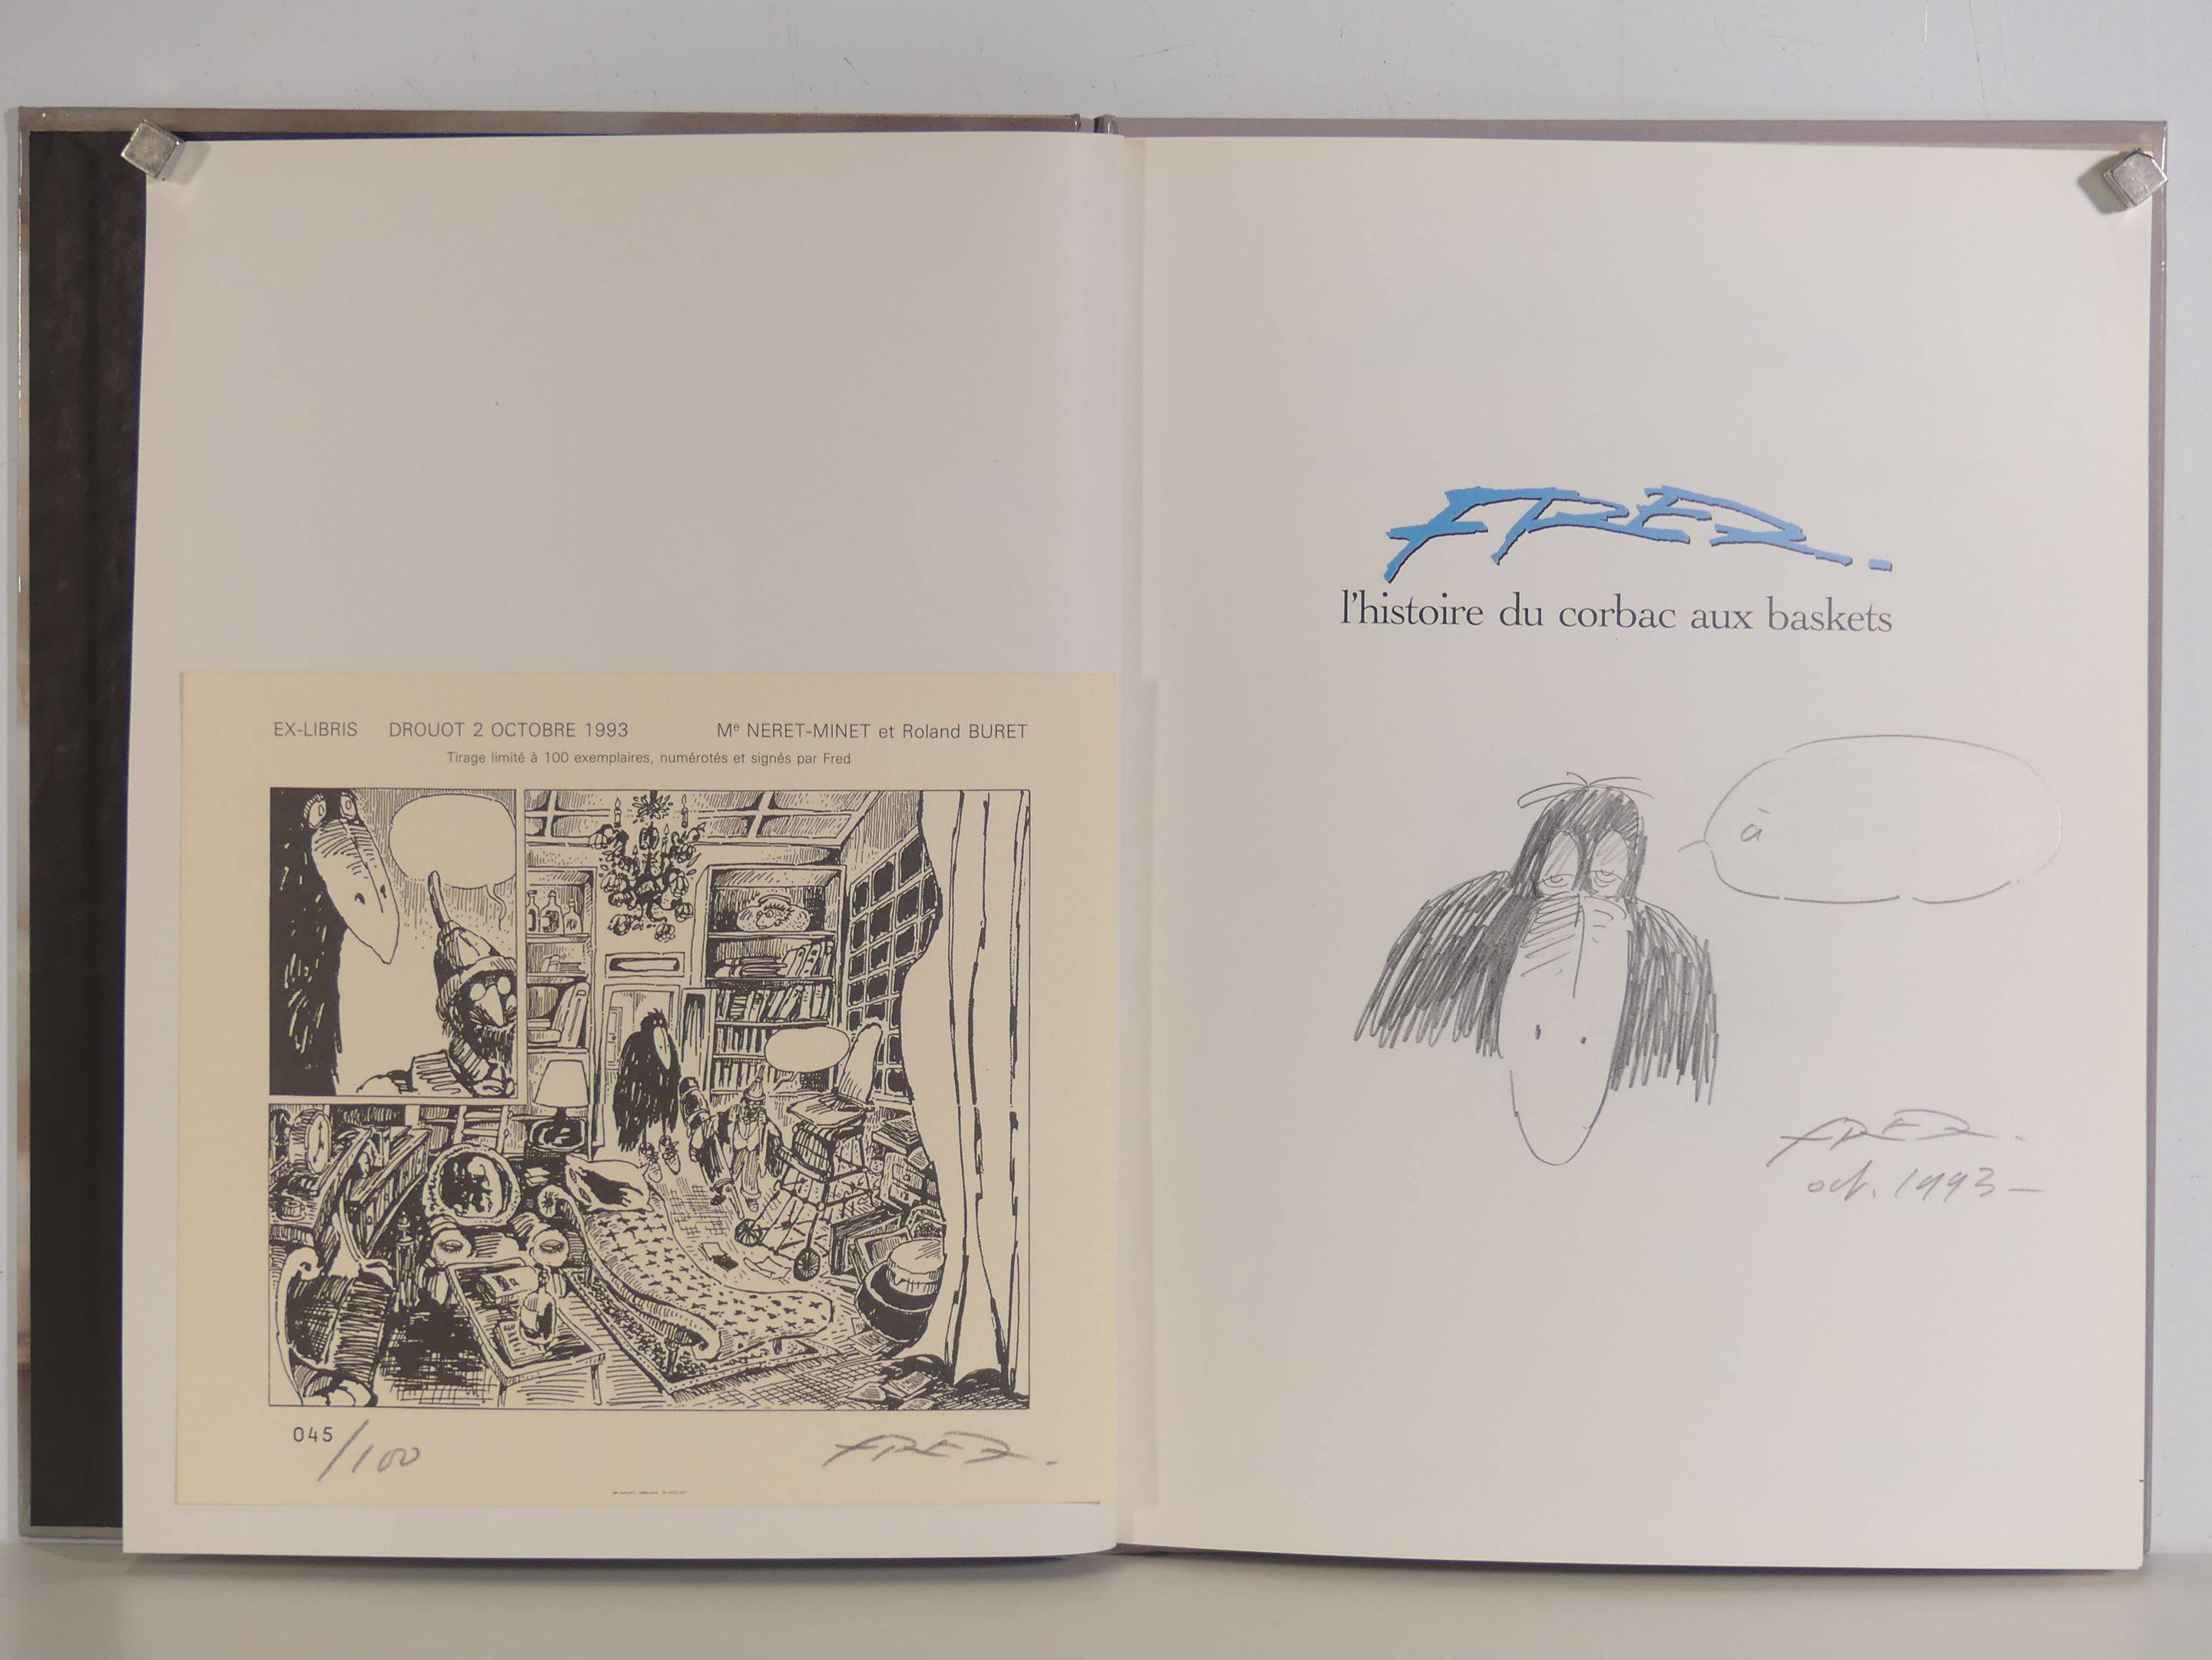 EX-LIBRIS DROUOT 2 OCTOBRE 1993 Mᵉ NERET-MINET et Roland BURET
Tirage limité à 100 exemplaires, numérotés et signés par Fred
045/100
FRED.
FRED.
l'histoire du corbac aux baskets
à
FRED.
oct. 1993 –